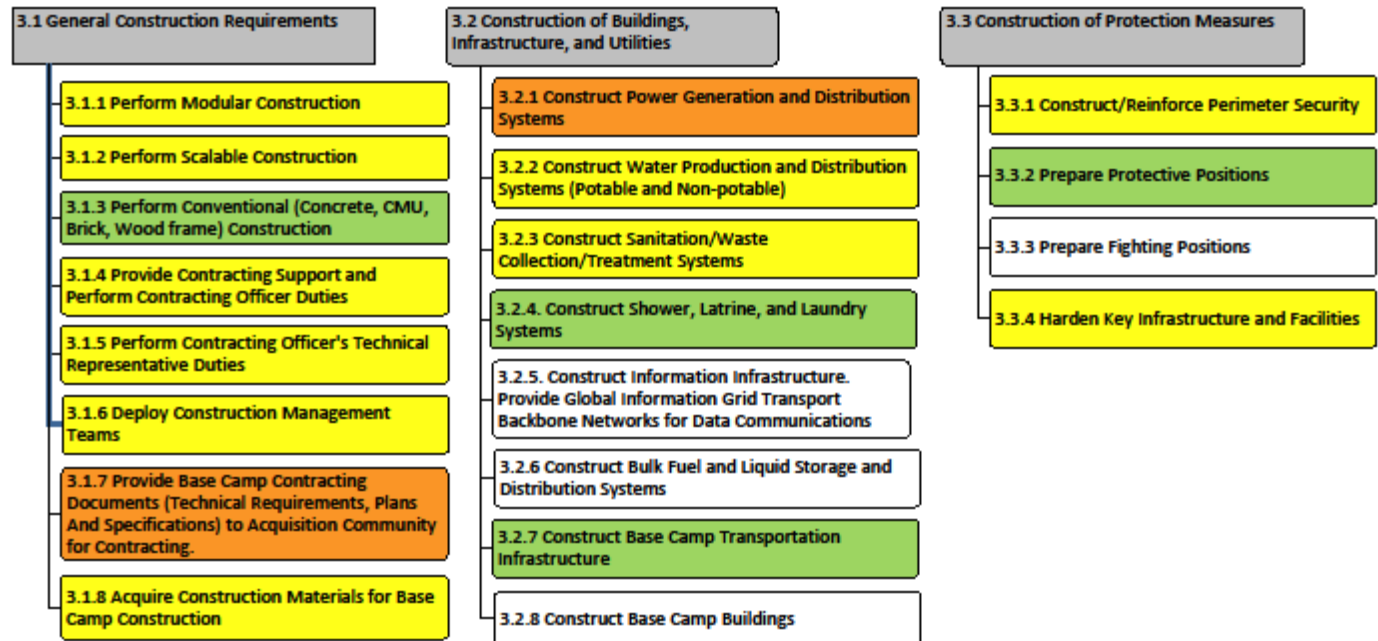 3.1 General Construction Requirements
3.1.1 Perform Modular Construction
3.1.2 Perform Scalable Construction
3.1.3 Perform Conventional (Concrete, CMU,
Brick, Wood frame) Construction
3.1.4 Provide Contracting Support and
Perform Contracting Officer Duties
3.1.5 Perform Contracting Officer's Technical
Representative Duties
3.1.6 Deploy Construction Management
Teams
3.1.7 Provide Base Camp Contracting
Documents (Technical Requirements, Plans
And Specifications) to Acquisition Community
for Contracting.
3.1.8 Acquire Construction Materials for Base
Camp Construction
3.2 Construction of Buildings,
Infrastructure, and Utilities
3.2.1 Construct Power Generation and Distribution
Systems
3.2.2 Construct Water Production and Distribution
Systems (Potable and Non-potable)
3.2.3 Construct Sanitation/Waste
Collection/Treatment Systems
3.2.4. Construct Shower, Latrine, and Laundry
Systems
3.2.5. Construct Information Infrastructure.
Provide Global Information Grid Transport
Backbone Networks for Data Communications
3.2.6 Construct Bulk Fuel and Liquid Storage and
Distribution Systems
3.2.7 Construct Base Camp Transportation
Infrastructure
3.2.8 Construct Base Camp Buildings
3.3 Construction of Protection Measures
3.3.1 Construct/Reinforce Perimeter Security
3.3.2 Prepare Protective Positions
3.3.3 Prepare Fighting Positions
3.3.4 Harden Key Infrastructure and Facilities